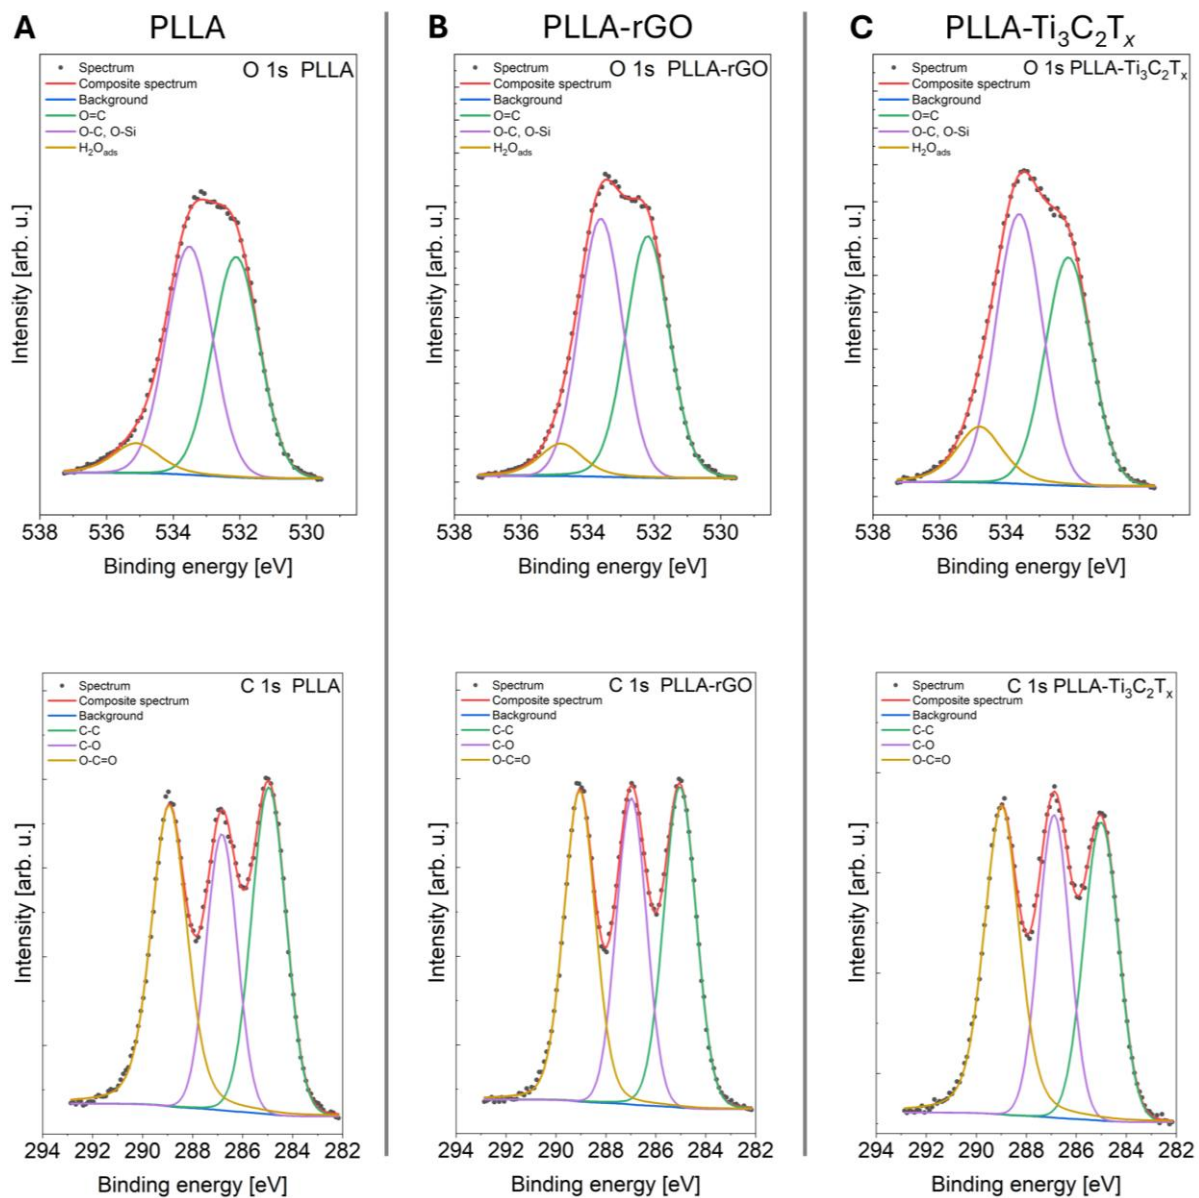 A PLLA
O 1s PLLA
Spectrum
Composite spectrum
Background
O=C
O-C, O-Si
H₂Oads
Intensity [arb. u.]
538 536 534 532 530
Binding energy [eV]
C 1s PLLA
Spectrum
Composite spectrum
Background
C-C
C-O
O-C=O
Intensity [arb. u.]
294 292 290 288 286 284 282
Binding energy [eV]
B PLLA-rGO
O 1s PLLA-rGO
Spectrum
Composite spectrum
Background
O=C
O-C, O-Si
H₂Oads
Intensity [arb. u.]
538 536 534 532 530
Binding energy [eV]
C 1s PLLA-rGO
Spectrum
Composite spectrum
Background
C-C
C-O
O-C=O
Intensity [arb. u.]
294 292 290 288 286 284 282
Binding energy [eV]
C PLLA-Ti₃C₂Tₓ
O 1s PLLA-Ti₃C₂Tₓ
Spectrum
Composite spectrum
Background
O=C
O-C, O-Si
H₂Oads
Intensity [arb. u.]
538 536 534 532 530
Binding energy [eV]
C 1s PLLA-Ti₃C₂Tₓ
Spectrum
Composite spectrum
Background
C-C
C-O
O-C=O
Intensity [arb. u.]
294 292 290 288 286 284 282
Binding energy [eV]